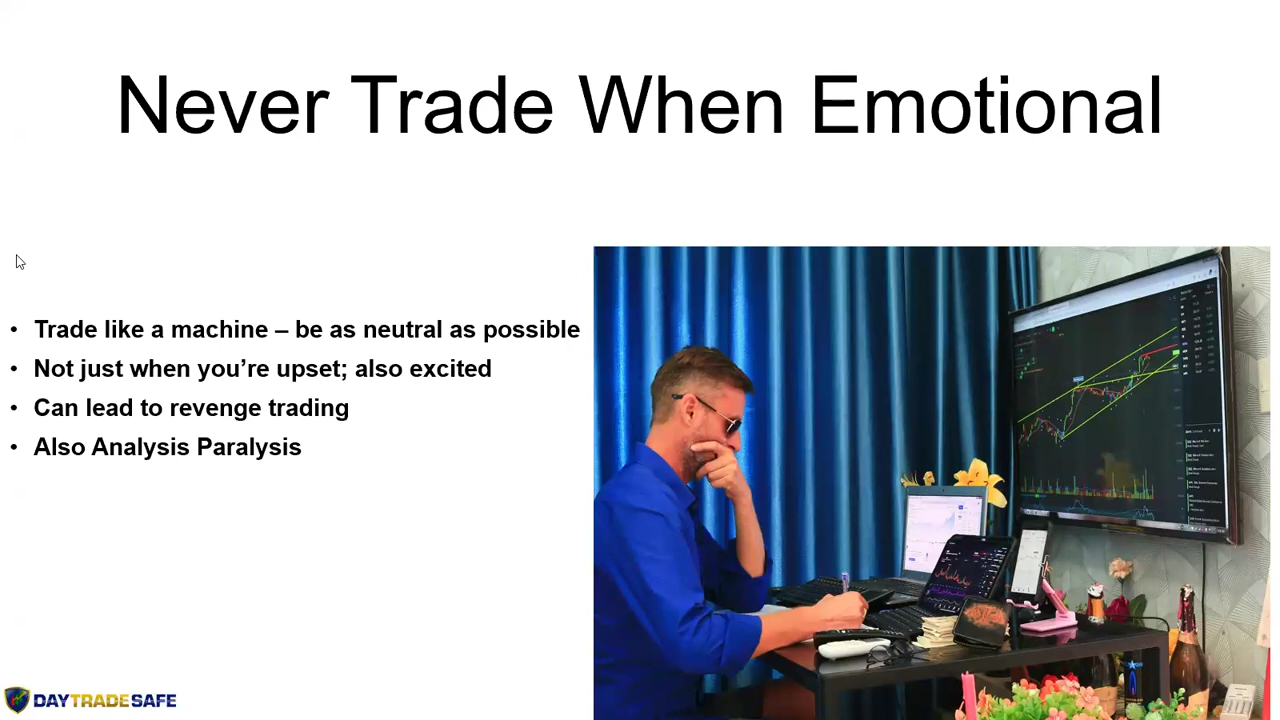 Never Trade When Emotional
• Trade like a machine – be as neutral as possible
• Not just when you’re upset; also excited
• Can lead to revenge trading
• Also Analysis Paralysis
DAYTRADESAFE